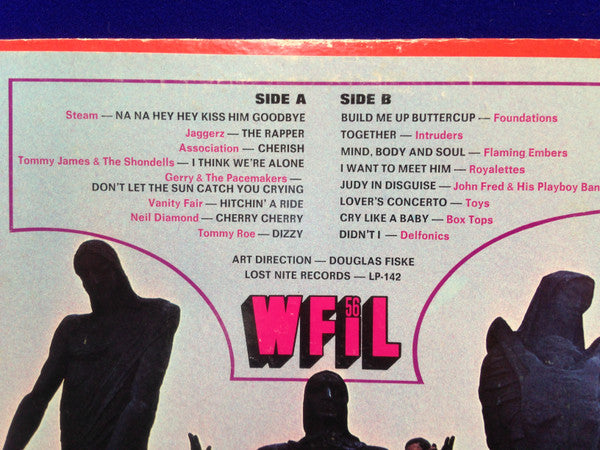 SIDE A
Steam — NA NA HEY HEY KISS HIM GOODBYE
Jaggerz — THE RAPPER
Association — CHERISH
Tommy James & The Shondells — I THINK WE'RE ALONE
Gerry & The Pacemakers —
DON'T LET THE SUN CATCH YOU CRYING
Vanity Fair — HITCHIN' A RIDE
Neil Diamond — CHERRY CHERRY
Tommy Roe — DIZZY
SIDE B
BUILD ME UP BUTTERCUP — Foundations
TOGETHER — Intruders
MIND, BODY AND SOUL — Flaming Embers
I WANT TO MEET HIM — Royalettes
JUDY IN DISGUISE — John Fred & His Playboy Ban
LOVER'S CONCERTO — Toys
CRY LIKE A BABY — Box Tops
DIDN'T I — Delfonics
ART DIRECTION — DOUGLAS FISKE
LOST NITE RECORDS — LP-142
56
WFiL